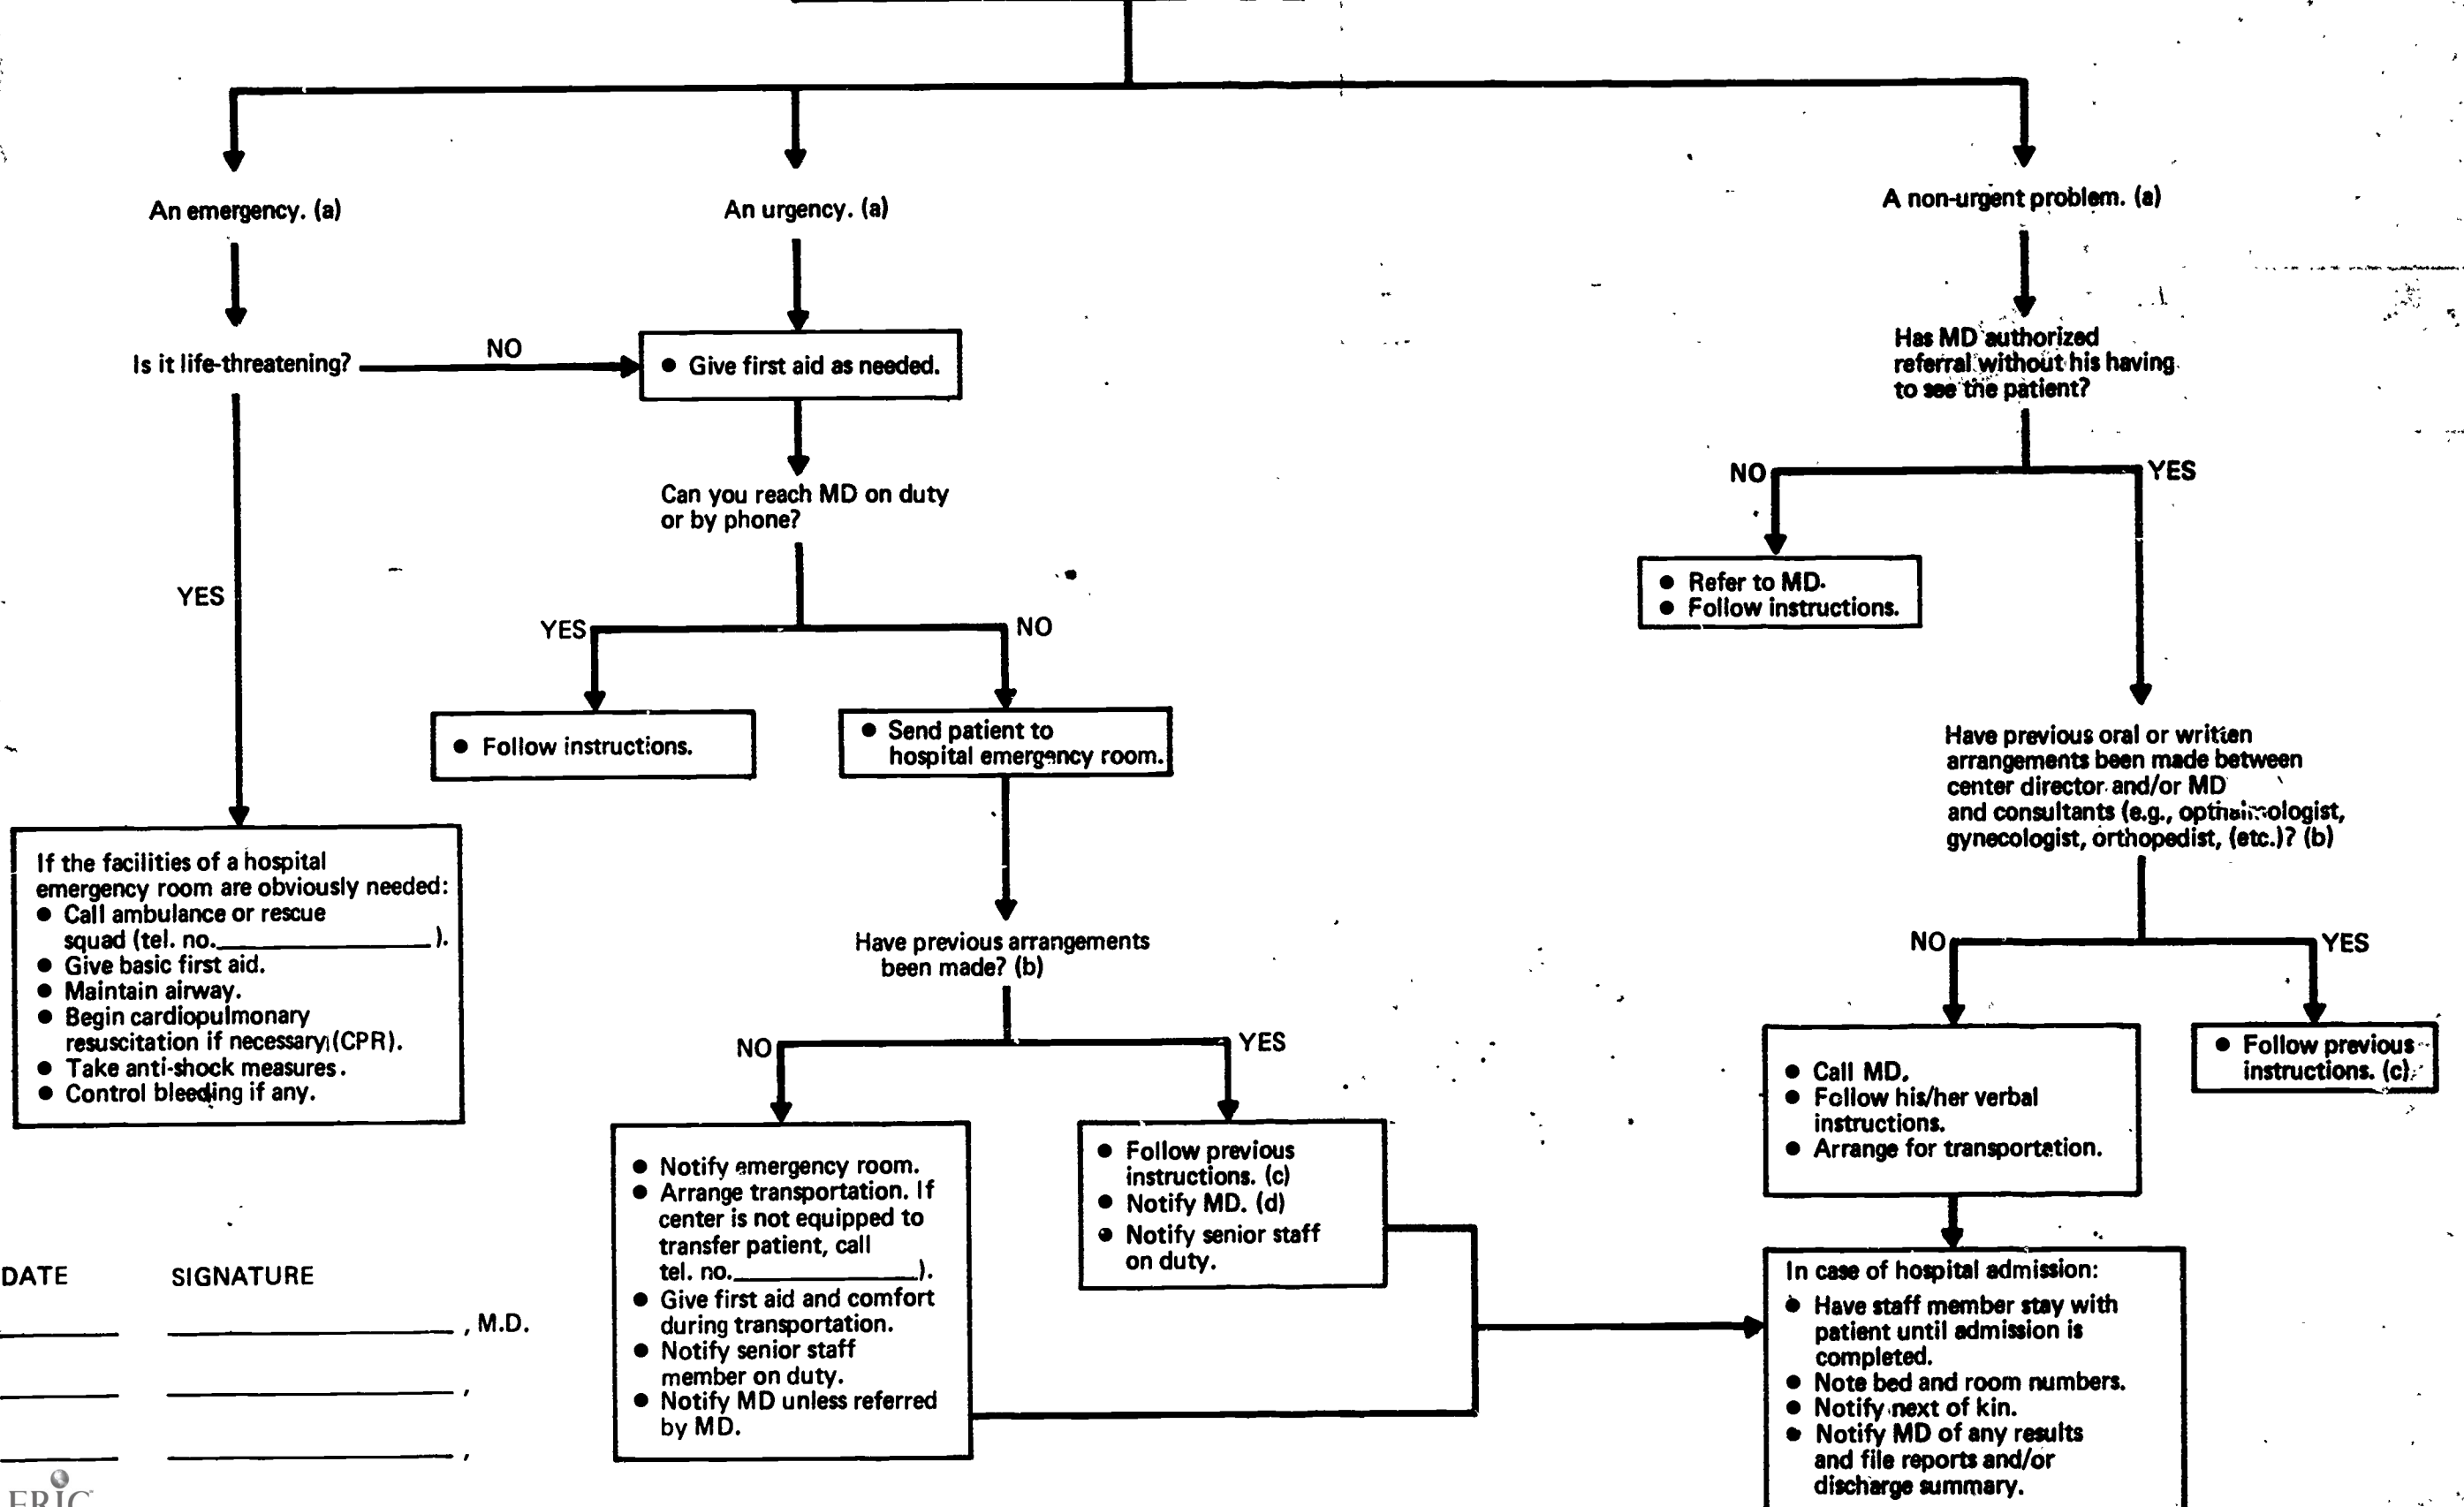 An emergency. (a)
Is it life-threatening?
NO
YES
If the facilities of a hospital
emergency room are obviously needed:
● Call ambulance or rescue
squad (tel. no.____________________).
● Give basic first aid.
● Maintain airway.
● Begin cardiopulmonary
resuscitation if necessary (CPR).
● Take anti-shock measures.
● Control bleeding if any.
An urgency. (a)
● Give first aid as needed.
Can you reach MD on duty
or by phone?
YES
NO
● Follow instructions.
● Send patient to
hospital emergency room.
Have previous arrangements
been made? (b)
NO
YES
● Notify emergency room.
● Arrange transportation. If
center is not equipped to
transfer patient, call
tel. no.________________).
● Give first aid and comfort
during transportation.
● Notify senior staff
member on duty.
● Notify MD unless referred
by MD.
● Follow previous
instructions. (c)
● Notify MD. (d)
● Notify senior staff
on duty.
A non-urgent problem. (a)
Has MD authorized
referral without his having
to see the patient?
NO
YES
● Refer to MD.
● Follow instructions.
Have previous oral or written
arrangements been made between
center director and/or MD
and consultants (e.g.,
gynecologist, orthopedist, (etc.)? (b)
NO
YES
● Call MD.
● Follow his/her verbal
instructions.
● Arrange for transportation.
● Follow previous
instructions. (c)
In case of hospital admission:
● Have staff member stay with
patient until admission is
completed.
● Note bed and room numbers.
● Notify next of kin.
● Notify MD of any results
and file reports and/or
discharge summary.
DATE SIGNATURE
__________ __________________________ , M.D.
__________ __________________________ ,
__________ __________________________ ,
ERIC